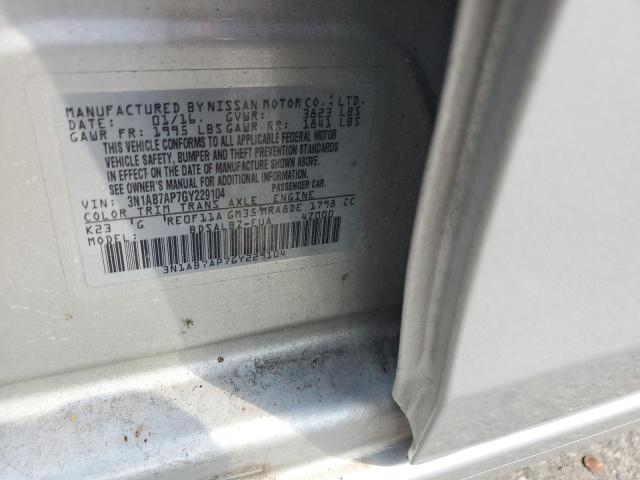 MANUFACTURED BY NISSAN MOTOR CO., LTD.
DATE: 01/16. GVWR: 3823 LBS
GAWR FR: 1995 LBS GAWR RR: 1841 LBS
THIS VEHICLE CONFORMS TO ALL APPLICABLE FEDERAL MOTOR
VEHICLE SAFETY, BUMPER AND THEFT PREVENTION STANDARDS
IN EFFECT ON THE DATE OF MANUFACTURE SHOWN ABOVE.
SEE OWNER'S MANUAL FOR ADDITIONAL INFORMATION
VIN: 3N1AB7AP7GY229104 PASSENGER CAR.
COLOR TRIM TRANS AXLE ENGINE
K23 G RE0F11A GM35 MRA8DE 1798 CC
MODEL: BDSALBZ-EUA 47000
3N1AB7AP7GY229104